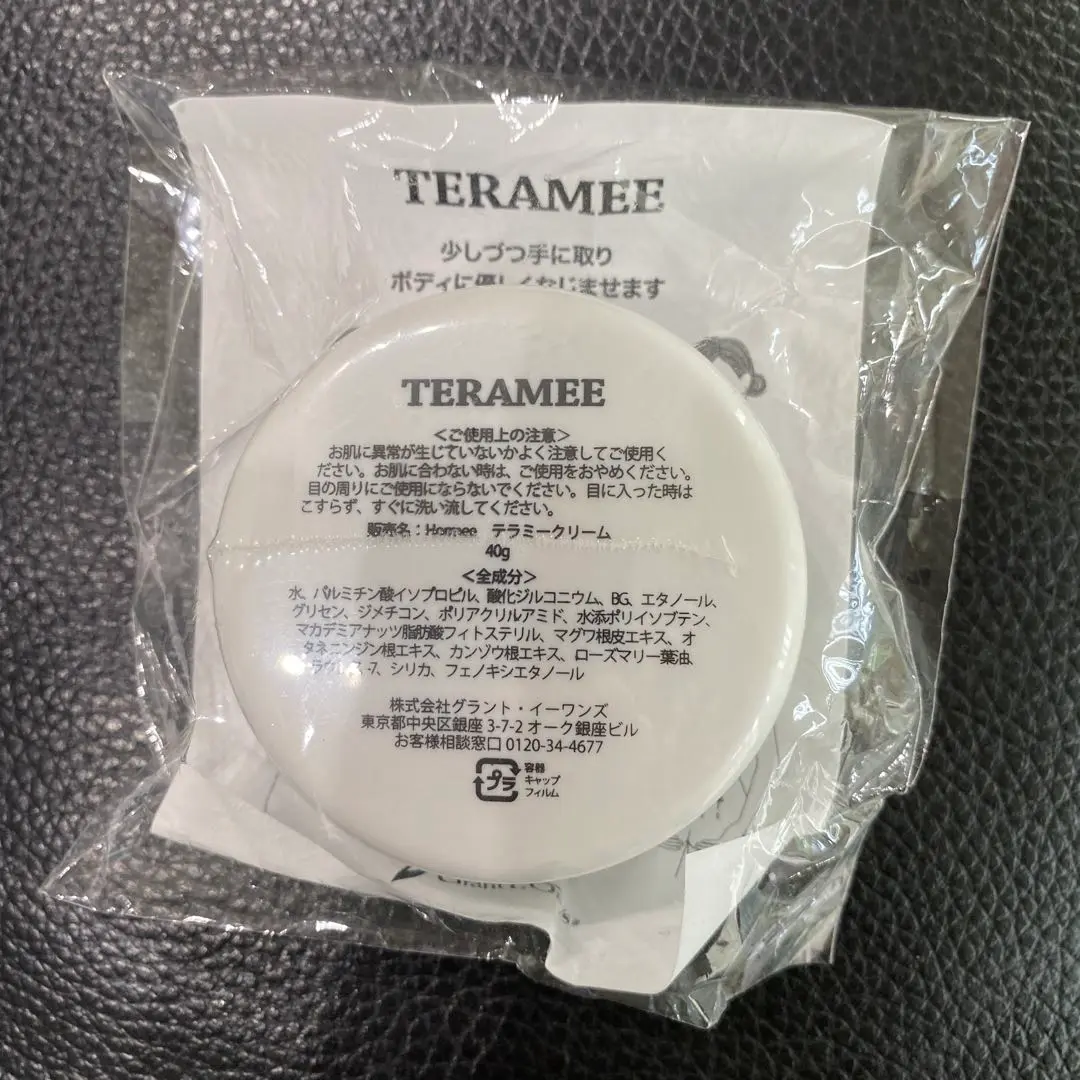 TERAMEE
少しづつ手に取り
ボディに優しくなじませます
TERAMEE
<ご使用上の注意>
お肌に異常が生じていないかよく注意してご使用く
ださい。お肌に合わない時は、ご使用をおやめください。
目の周りにご使用にならないでください。目に入った時は
こすらず、すぐに洗い流してください。
販売名：Hormee テラミークリーム
40g
<全成分>
水、パルミチン酸イソプロピル、酸化ジルコニウム、BG、エタノール、
グリセン、ジメチコン、ポリアクリルアミド、水添ポリイソブテン、
マカデミアナッツ脂肪酸フィトステリル、マグワ根皮エキス、オ
タネニンジン根エキス、カンゾウ根エキス、ローズマリー葉油、
-7、シリカ、フェノキシエタノール
株式会社グラント・イーワンズ
東京都中央区銀座 3-7-2 オーク銀座ビル
お客様相談窓口 0120-34-4677
プラ
容器
キャップ
フィルム